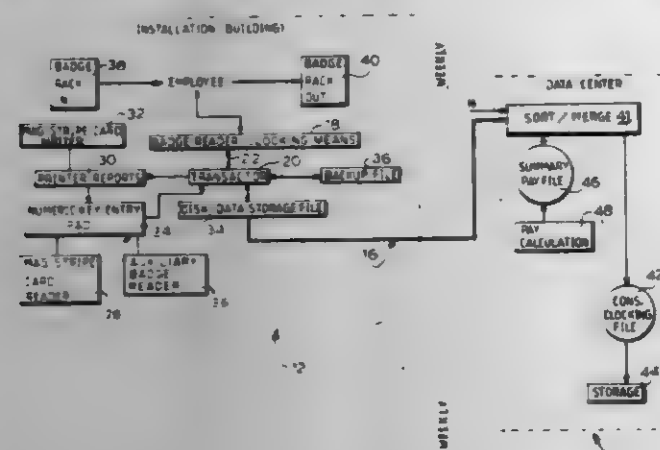 (INSTALLATION BUILDING)
BADGE
RACK
38
EMPLOYEE
BADGE
RACK
OUT
40
WEEKLY
DATA CENTER
32
MAG STRIPE CARD
18
BADGE READER CLOCKING MEANS
SORT / MERGE 41
30
22
20
36
PRINTER REPORTS
TRANSACTOR
BACKUP FILE
SUMMARY
PAY FILE
46
NUMERIC KEY ENTRY
PAD
24
DISK DATA STORAGE FILE
34
48
PAY
CALCULATION
16
MAG STRIPE
CARD
READER
28
AUXILIARY
BADGE
READER
26
42
CONS.
CLOCKING
FILE
12
44
STORAGE
WEEKLY